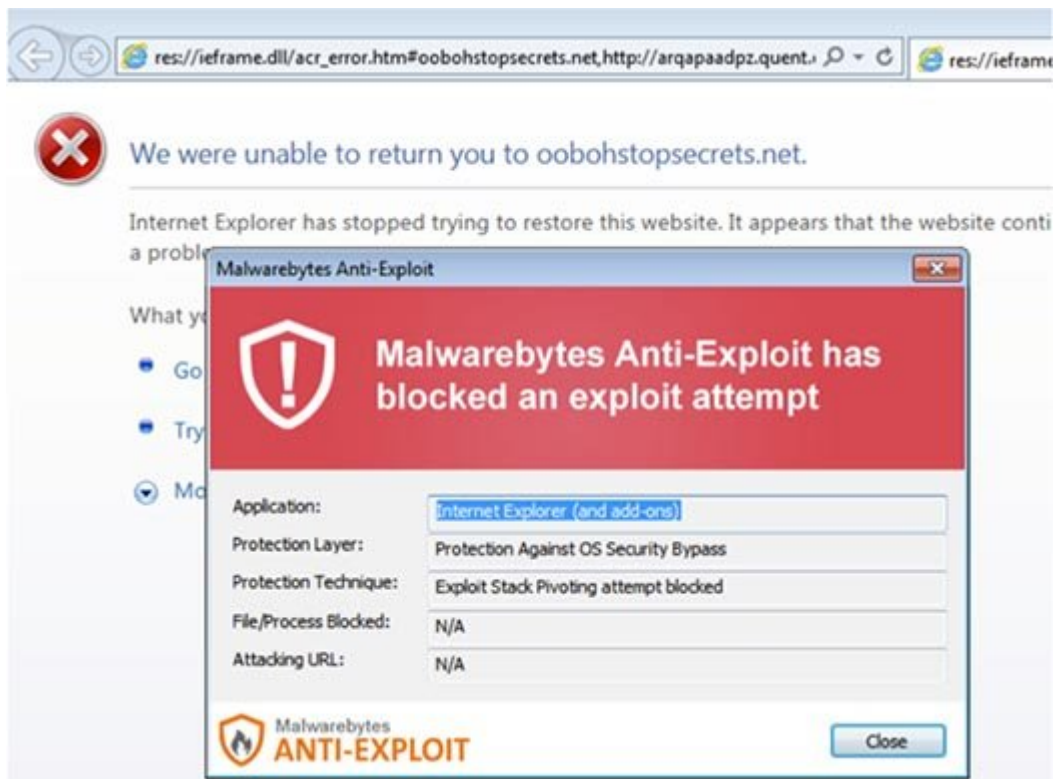 res://ieframe.dll/acr_error.htm#oobohstopsecrets.net,http://arqapaadpz.quent.
res://ieframe
We were unable to return you to oobohstopsecrets.net.
Internet Explorer has stopped trying to restore this website. It appears that the website conti
a proble
Malwarebytes Anti-Exploit
What yo
Go
Try
Mo
Malwarebytes Anti-Exploit has
blocked an exploit attempt
Application:
Internet Explorer (and add-ons)
Protection Layer:
Protection Against OS Security Bypass
Protection Technique:
Exploit Stack Pivoting attempt blocked
File/Process Blocked:
N/A
Attacking URL:
N/A
Malwarebytes
ANTI-EXPLOIT
Close